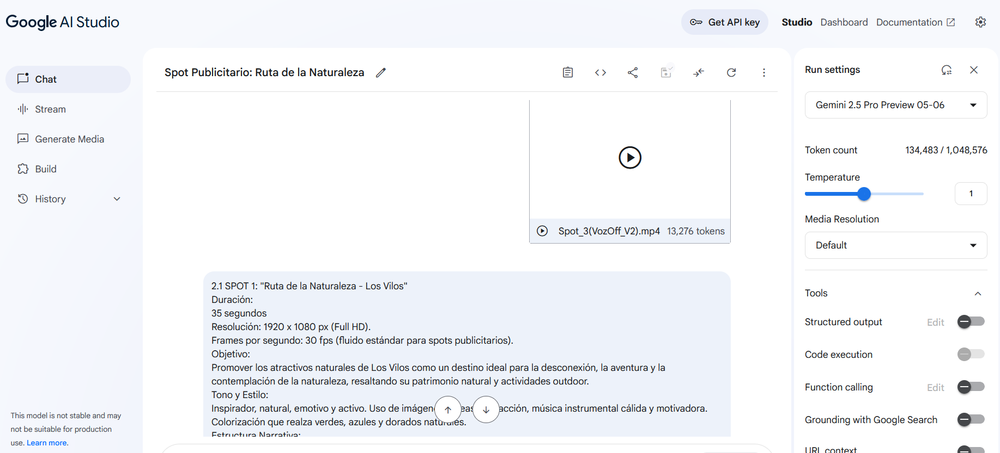 Google AI Studio
Get API key
Studio
Dashboard
Documentation
Chat
Stream
Generate Media
Build
History
This model is not stable and may
not be suitable for production
use. Learn more.
Spot Publicitario: Ruta de la Naturaleza
Spot_3(VozOff_V2).mp4 13,276 tokens
2.1 SPOT 1: "Ruta de la Naturaleza - Los Vilos"
Duración:
35 segundos
Resolución: 1920 x 1080 px (Full HD).
Frames por segundo: 30 fps (fluido estándar para spots publicitarios).
Objetivo:
Promover los atractivos naturales de Los Vilos como un destino ideal para la desconexión, la aventura y la
contemplación de la naturaleza, resaltando su patrimonio natural y actividades outdoor.
Tono y Estilo:
Inspirador, natural, emotivo y activo. Uso de acción, música instrumental cálida y motivadora.
Colorización que realza verdes, azules y dorados naturales.
Estructura Narrativa:
Run settings
Gemini 2.5 Pro Preview 05-06
Token count 134,483 / 1,048,576
Temperature
1
Media Resolution
Default
Tools
Structured output Edit
Code execution
Function calling Edit
Grounding with Google Search
URL context